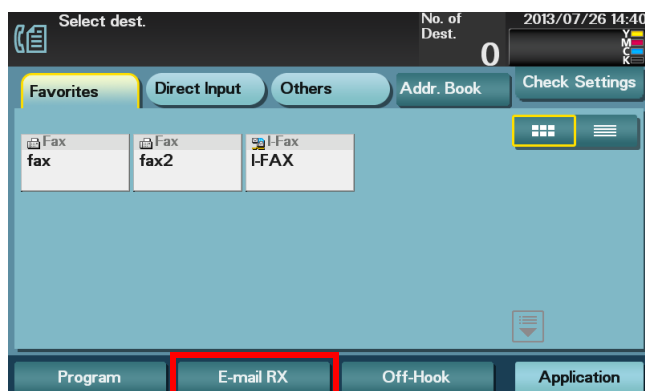 Select dest.
No. of
Dest.
0
2013/07/26 14:40
Y
M
C
K
Favorites
Direct Input
Others
Addr. Book
Check Settings
Fax
fax
Fax
fax2
I-Fax
I-FAX
Program
E-mail RX
Off-Hook
Application